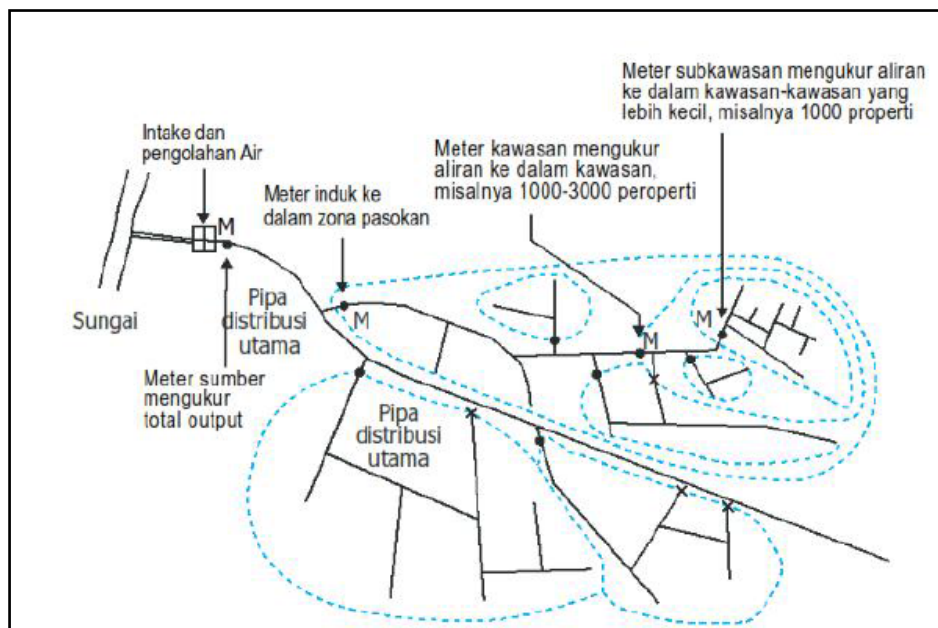 Meter subkawasan mengukur aliran
ke dalam kawasan-kawasan yang
lebih kecil, misalnya 1000 properti
Intake dan
pengolahan Air
Meter kawasan mengukur
aliran ke dalam kawasan,
misalnya 1000-3000 peroperti
Meter induk ke
dalam zona pasokan
M
Sungai
Pipa
distribusi
utama
M
M
M
Meter sumber
mengukur
total output
Pipa
distribusi
utama